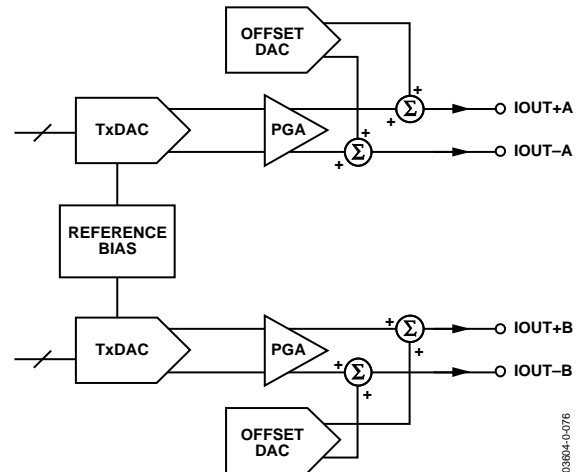 OFFSET
DAC
+
+
+
+
Σ
IOUT+A
TxDAC
PGA
Σ
IOUT–A
REFERENCE
BIAS
TxDAC
PGA
+
+
+
+
Σ
IOUT+B
Σ
IOUT–B
OFFSET
DAC
03604-0-076